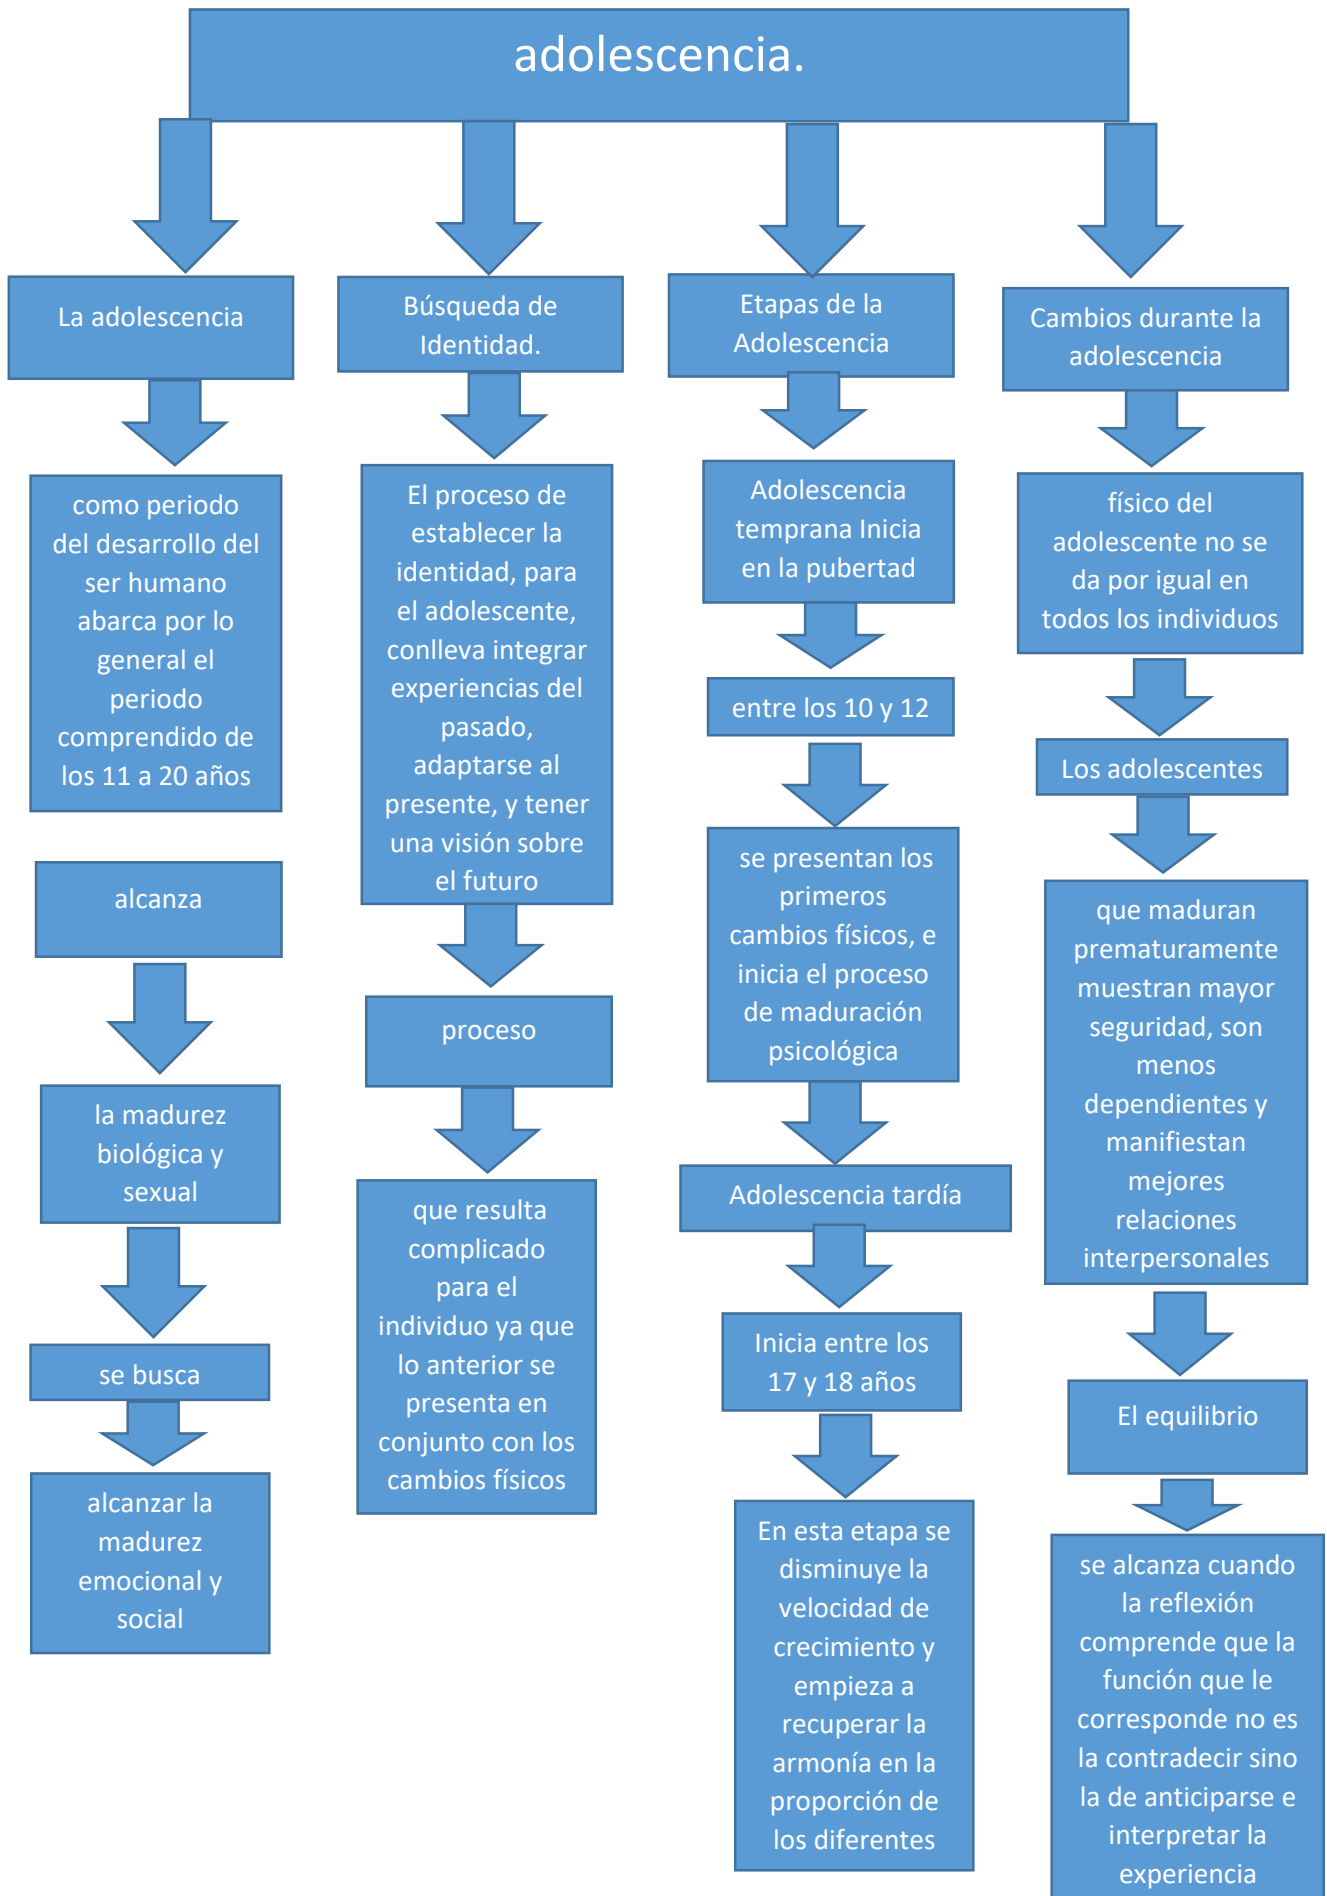 adolescencia.
La adolescencia
como periodo
del desarrollo del
ser humano
abarca por lo
general el
periodo
comprendido de
los 11 a 20 años
alcanza
la madurez
biológica y
sexual
se busca
alcanzar la
madurez
emocional y
social
Búsqueda de
Identidad.
El proceso de
establecer la
identidad, para
el adolescente,
conlleva integrar
experiencias del
pasado,
adaptarse al
presente, y tener
una visión sobre
el futuro
proceso
que resulta
complicado
para el
individuo ya que
lo anterior se
presenta en
conjunto con los
cambios físicos
Etapas de la
Adolescencia
Adolescencia
temprana Inicia
en la pubertad
entre los 10 y 12
se presentan los
primeros
cambios físicos, e
inicia el proceso
de maduración
psicológica
Adolescencia tardía
Inicia entre los
17 y 18 años
En esta etapa se
disminuye la
velocidad de
crecimiento y
empieza a
recuperar la
armonía en la
proporción de
los diferentes
Cambios durante la
adolescencia
físico del
adolescente no se
da por igual en
todos los individuos
Los adolescentes
que maduran
prematuramente
muestran mayor
seguridad, son
menos
dependientes y
manifiestan
mejores
relaciones
interpersonales
El equilibrio
se alcanza cuando
la reflexión
comprende que la
función que le
corresponde no es
la contradecir sino
la de anticiparse e
interpretar la
experiencia